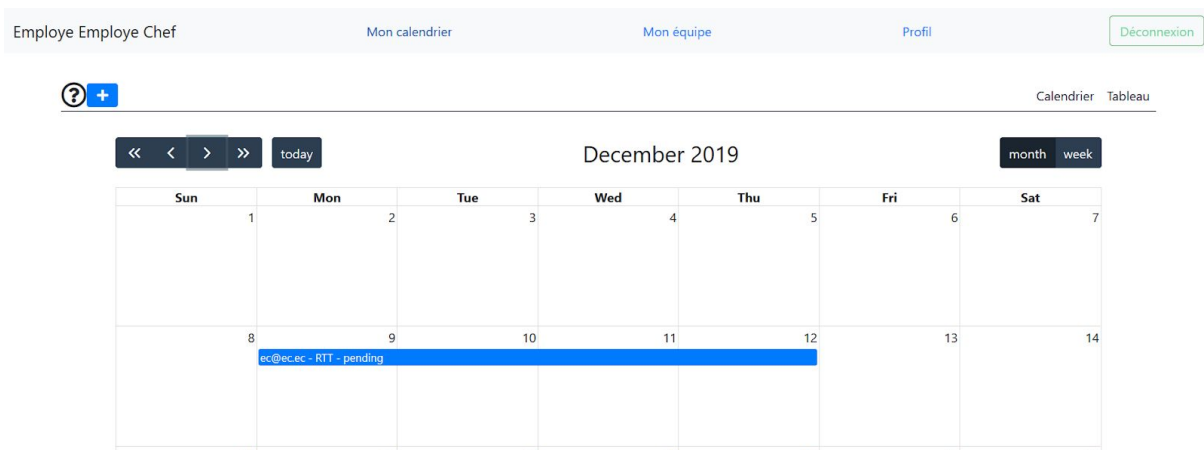 Employe Employe Chef Mon calendrier Mon équipe Profil Déconnexion
? + Calendrier Tableau
« < > » today December 2019 month week
Sun Mon Tue Wed Thu Fri Sat
1 2 3 4 5 6 7
8 9 10 11 12 13 14
ec@ec.ec - RTT - pending